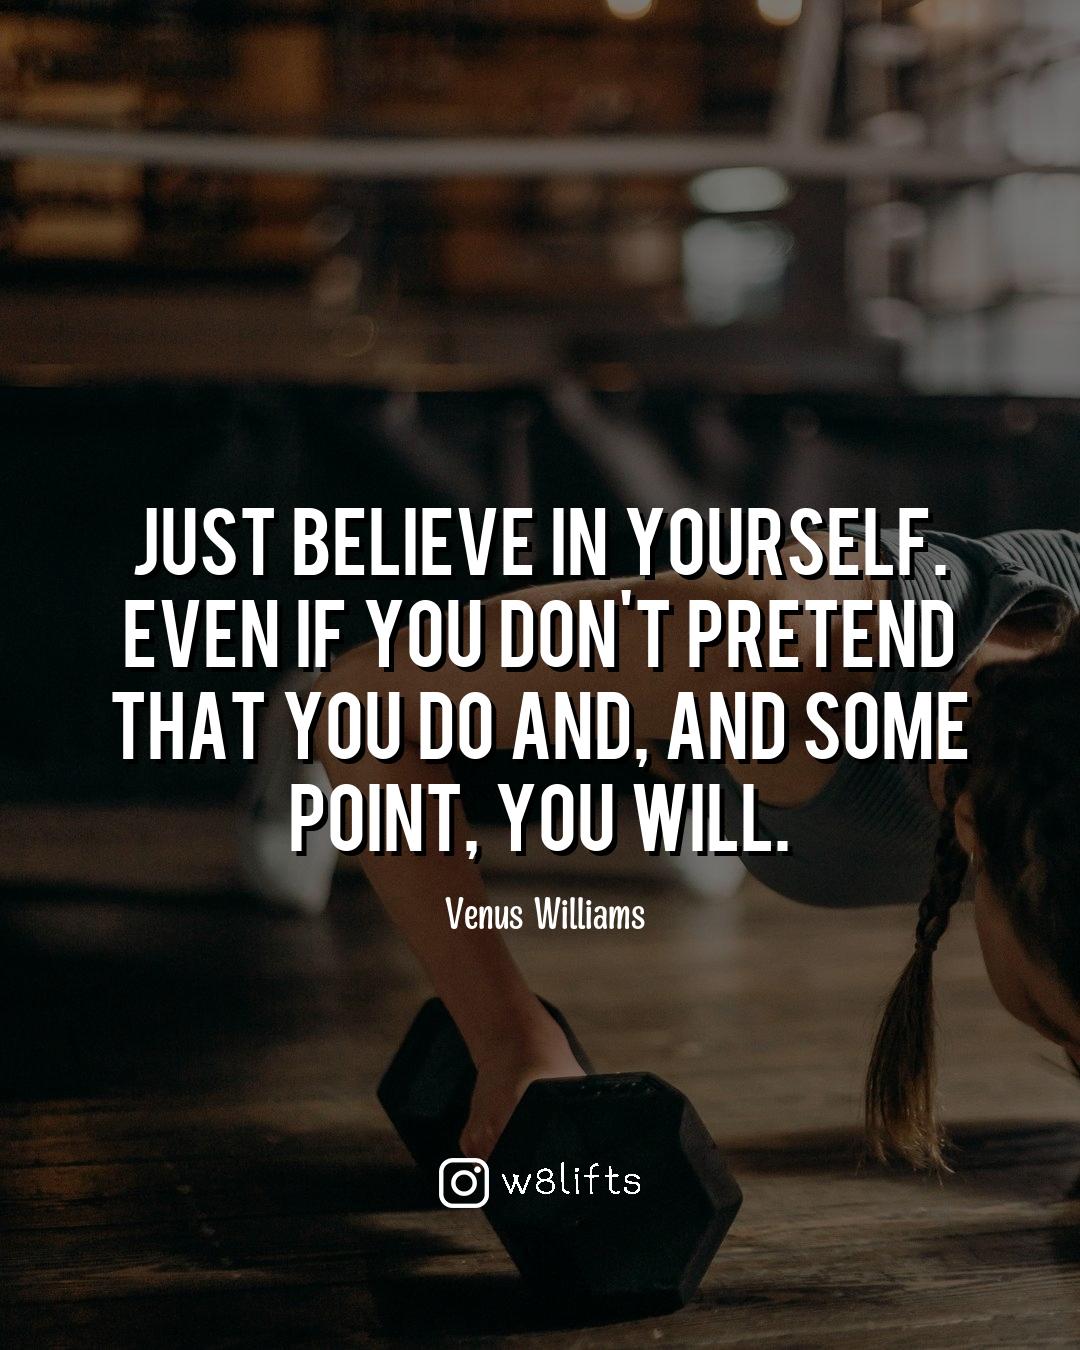 JUST BELIEVE IN YOURSELF.
EVEN IF YOU DON'T PRETEND
THAT YOU DO AND, AND SOME
POINT, YOU WILL.
Venus Williams
w8lifts